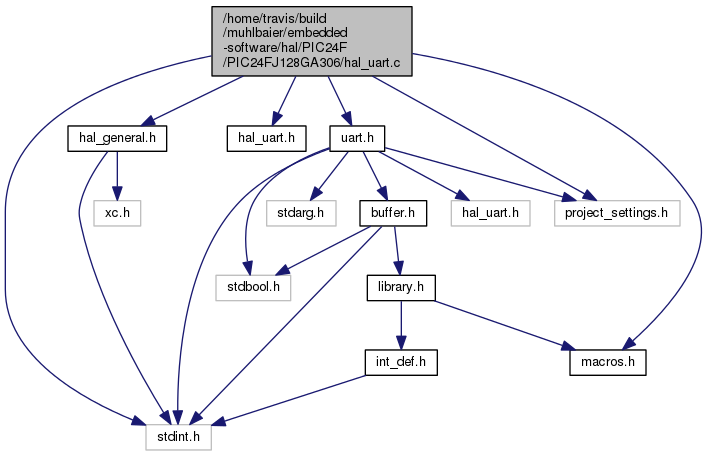 /home/travis/build
/muhlbaier/embedded
-software/hal/PIC24F
/PIC24FJ128GA306/hal_uart.c
hal_general.h
hal_uart.h
uart.h
xc.h
stdarg.h
buffer.h
hal_uart.h
project_settings.h
stdbool.h
library.h
int_def.h
macros.h
stdint.h